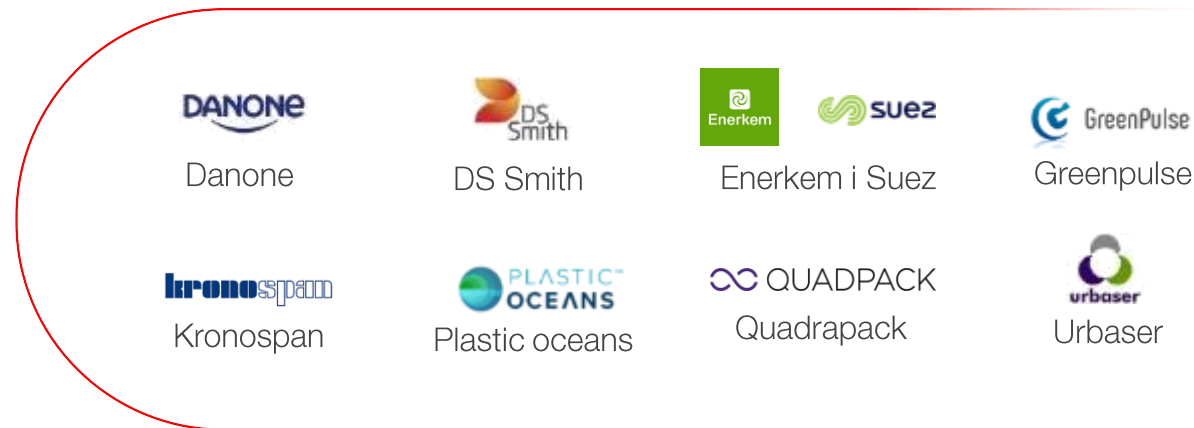 DANONE
Danone
DS
Smith
DS Smith
Enerkem
suez
Enerkem i Suez
GreenPulse
Greenpulse
kronospan
Kronospan
PLASTIC™
OCEANS
Plastic oceans
QUADPACK
Quadrapack
urbaser
Urbaser